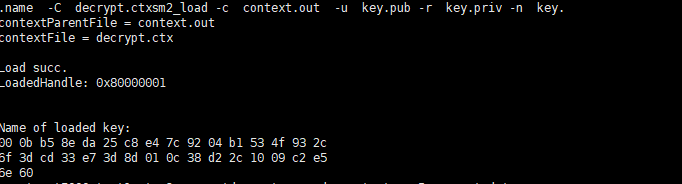 .name -C decrypt.ctxsm2_load -c context.out -u key.pub -r key.priv -n key.
contextParentFile = context.out
contextFile = decrypt.ctx
Load succ.
LoadedHandle: 0x80000001
Name of loaded key:
00 0b b5 8e da 25 c8 e4 7c 92 04 b1 53 4f 93 2c
6f 3d cd 33 e7 3d 8d 01 0c 38 d2 2c 10 09 c2 e5
6e 60